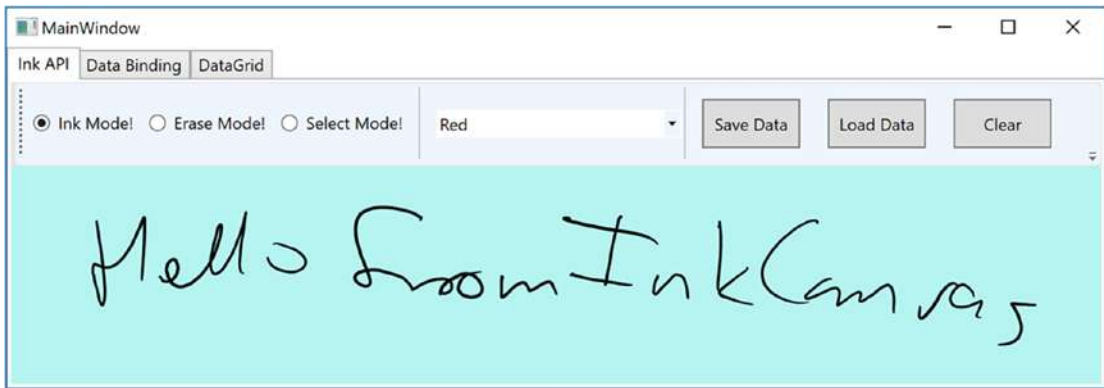 MainWindow
Ink API Data Binding DataGrid
Ink Mode! Erase Mode! Select Mode! Red Save Data Load Data Clear
Hello from InkCanvas